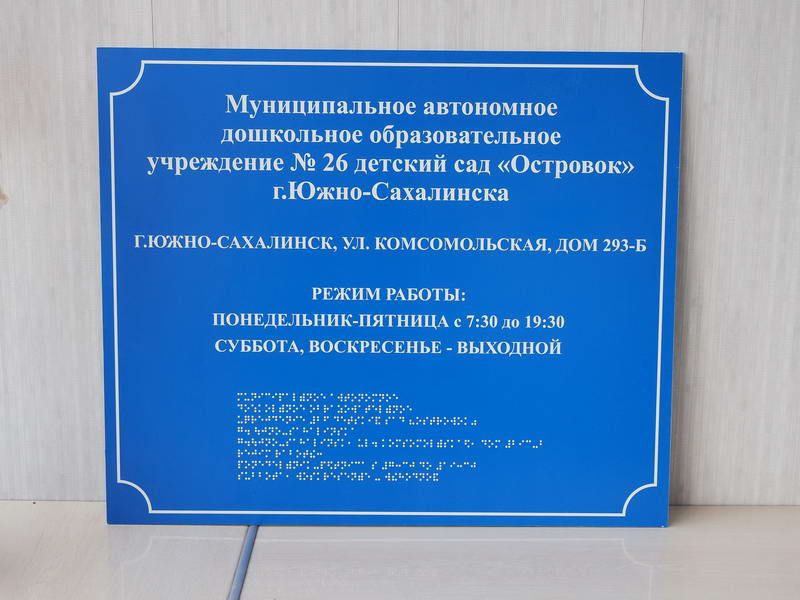 Муниципальное автономное
дошкольное образовательное
учреждение № 26 детский сад «Островок»
г.Южно-Сахалинска
Г.ЮЖНО-САХАЛИНСК, УЛ. КОМСОМОЛЬСКАЯ, ДОМ 293-Б
РЕЖИМ РАБОТЫ:
ПОНЕДЕЛЬНИК-ПЯТНИЦА с 7:30 до 19:30
СУББОТА, ВОСКРЕСЕНЬЕ - ВЫХОДНОЙ